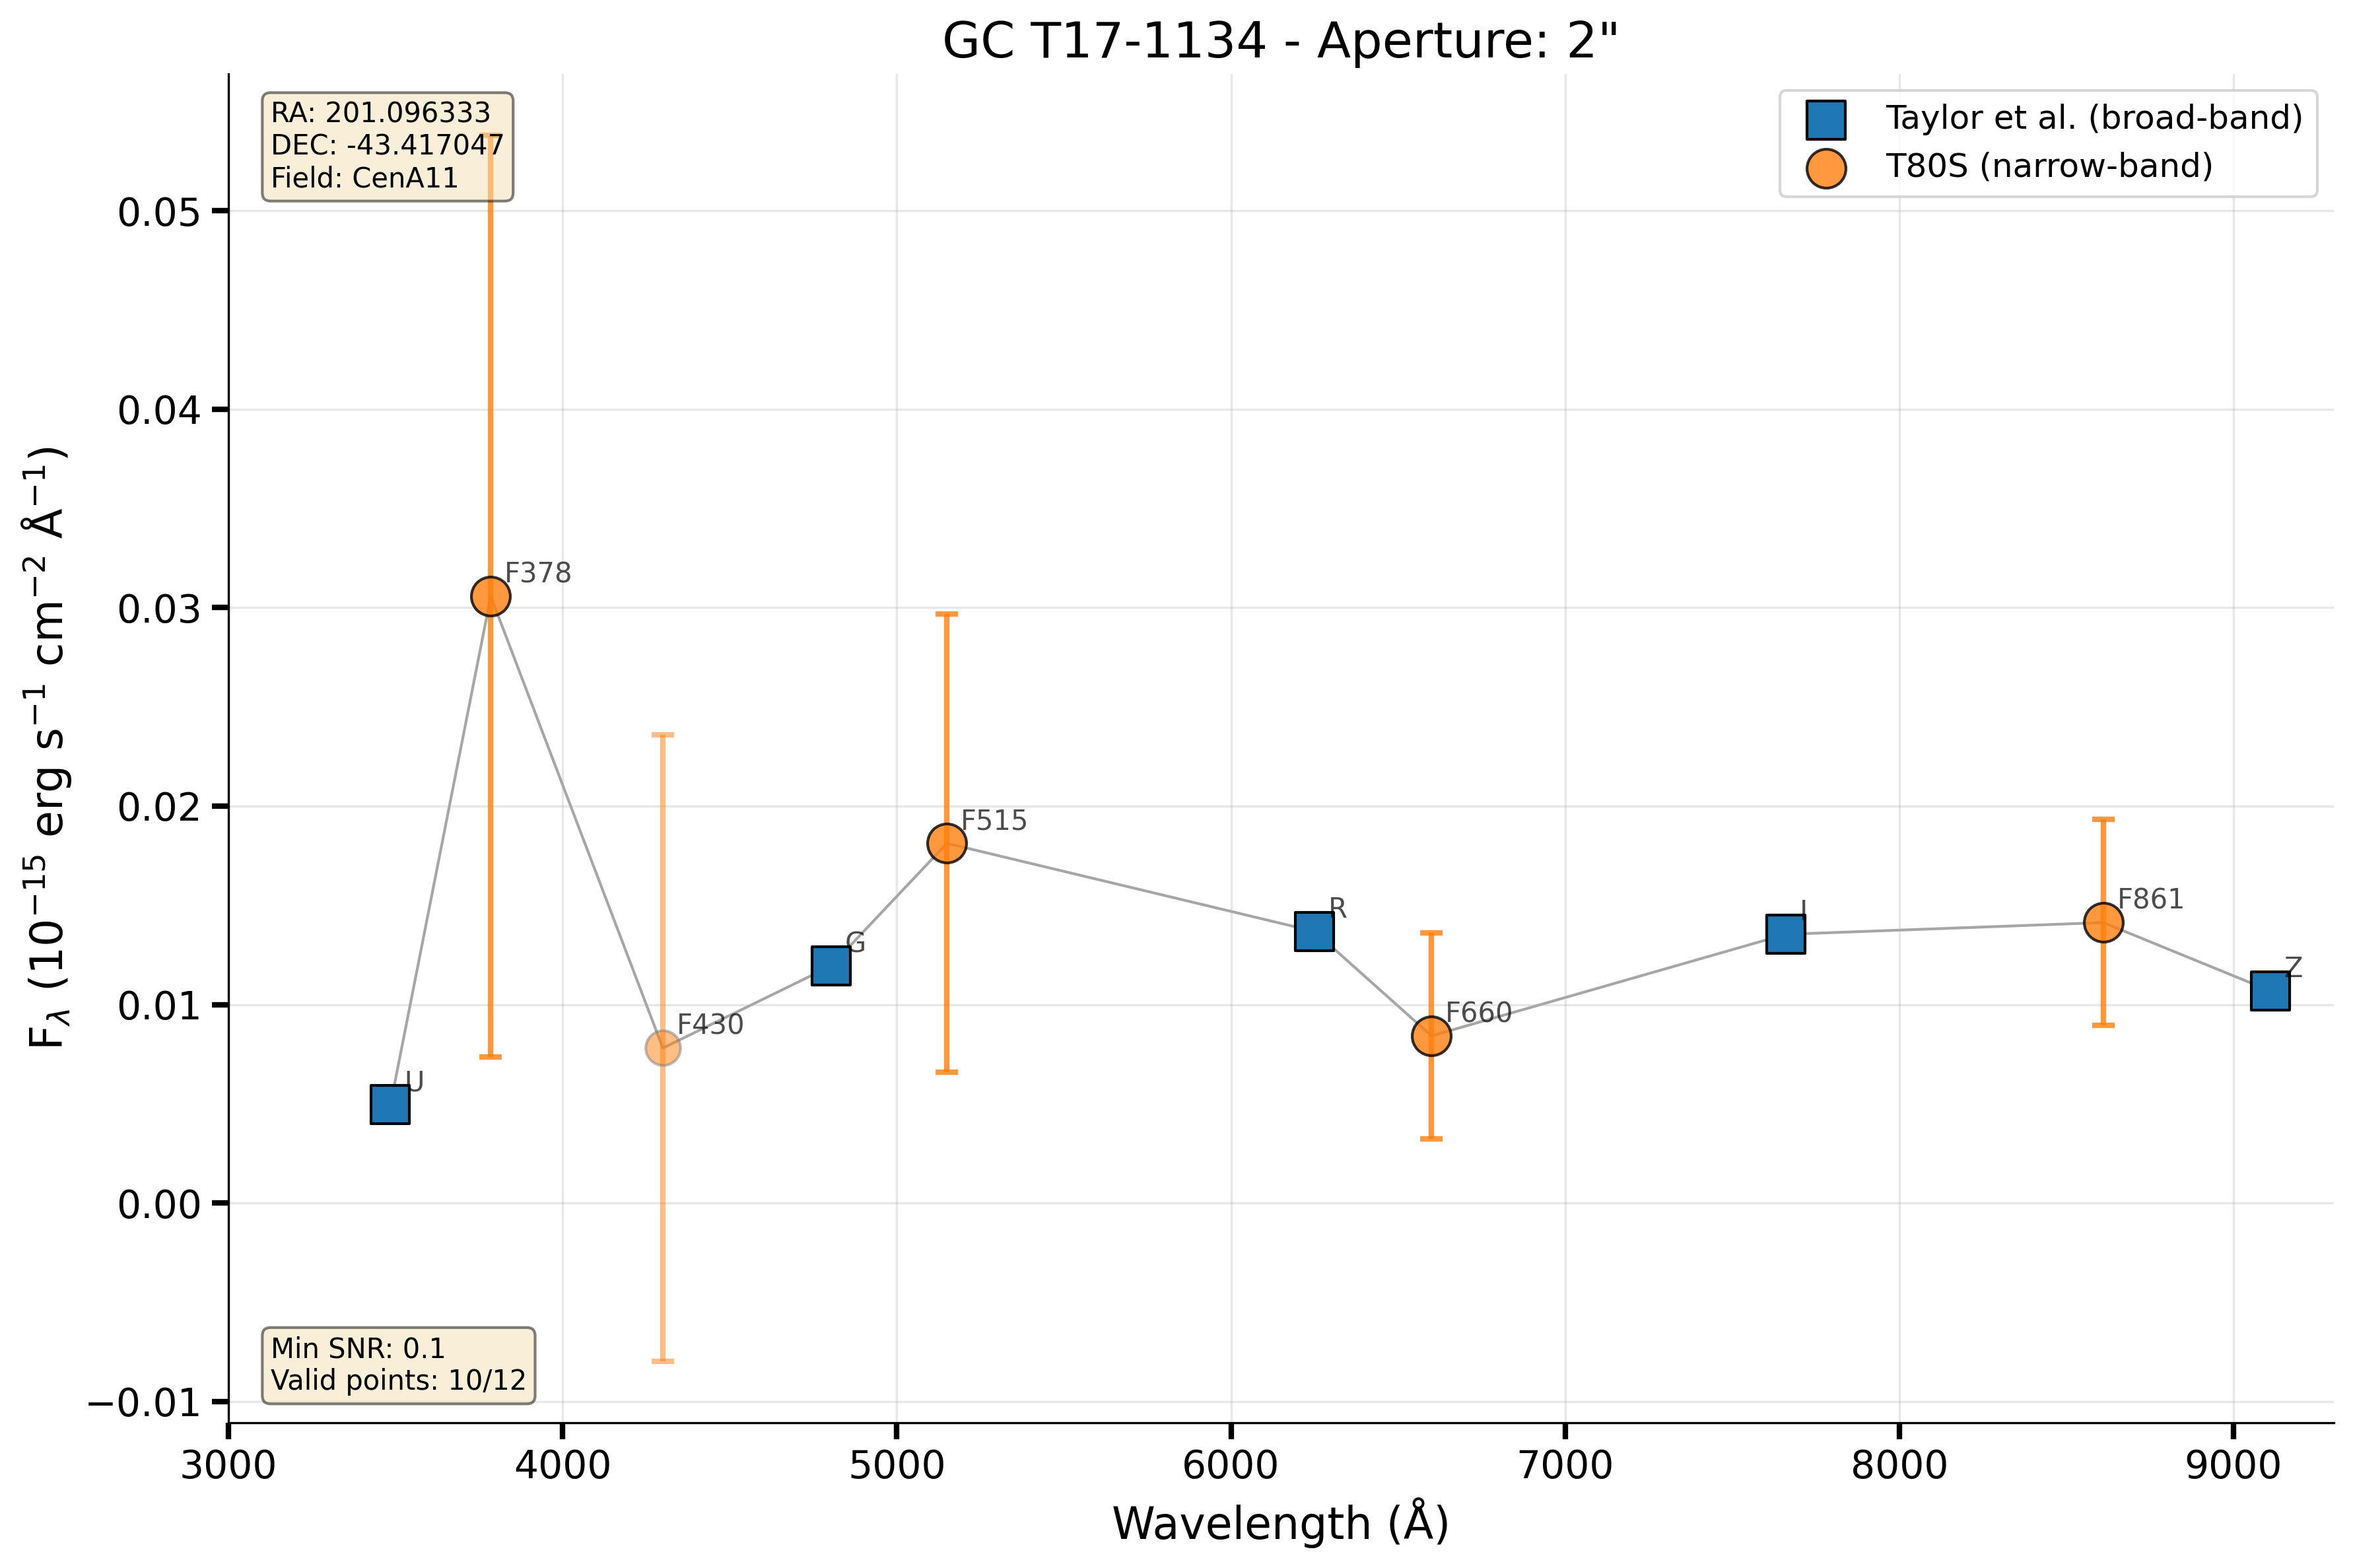 GC T17-1134 - Aperture: 2"
RA: 201.096333
DEC: -43.417047
Field: CenA11
Taylor et al. (broad-band)
T80S (narrow-band)
F_λ (10⁻¹⁵ erg s⁻¹ cm⁻² Å⁻¹)
0.05
0.04
0.03
0.02
0.01
0.00
−0.01
U
F378
F430
G
F515
R
F660
I
F861
Z
Min SNR: 0.1
Valid points: 10/12
3000 4000 5000 6000 7000 8000 9000
Wavelength (Å)